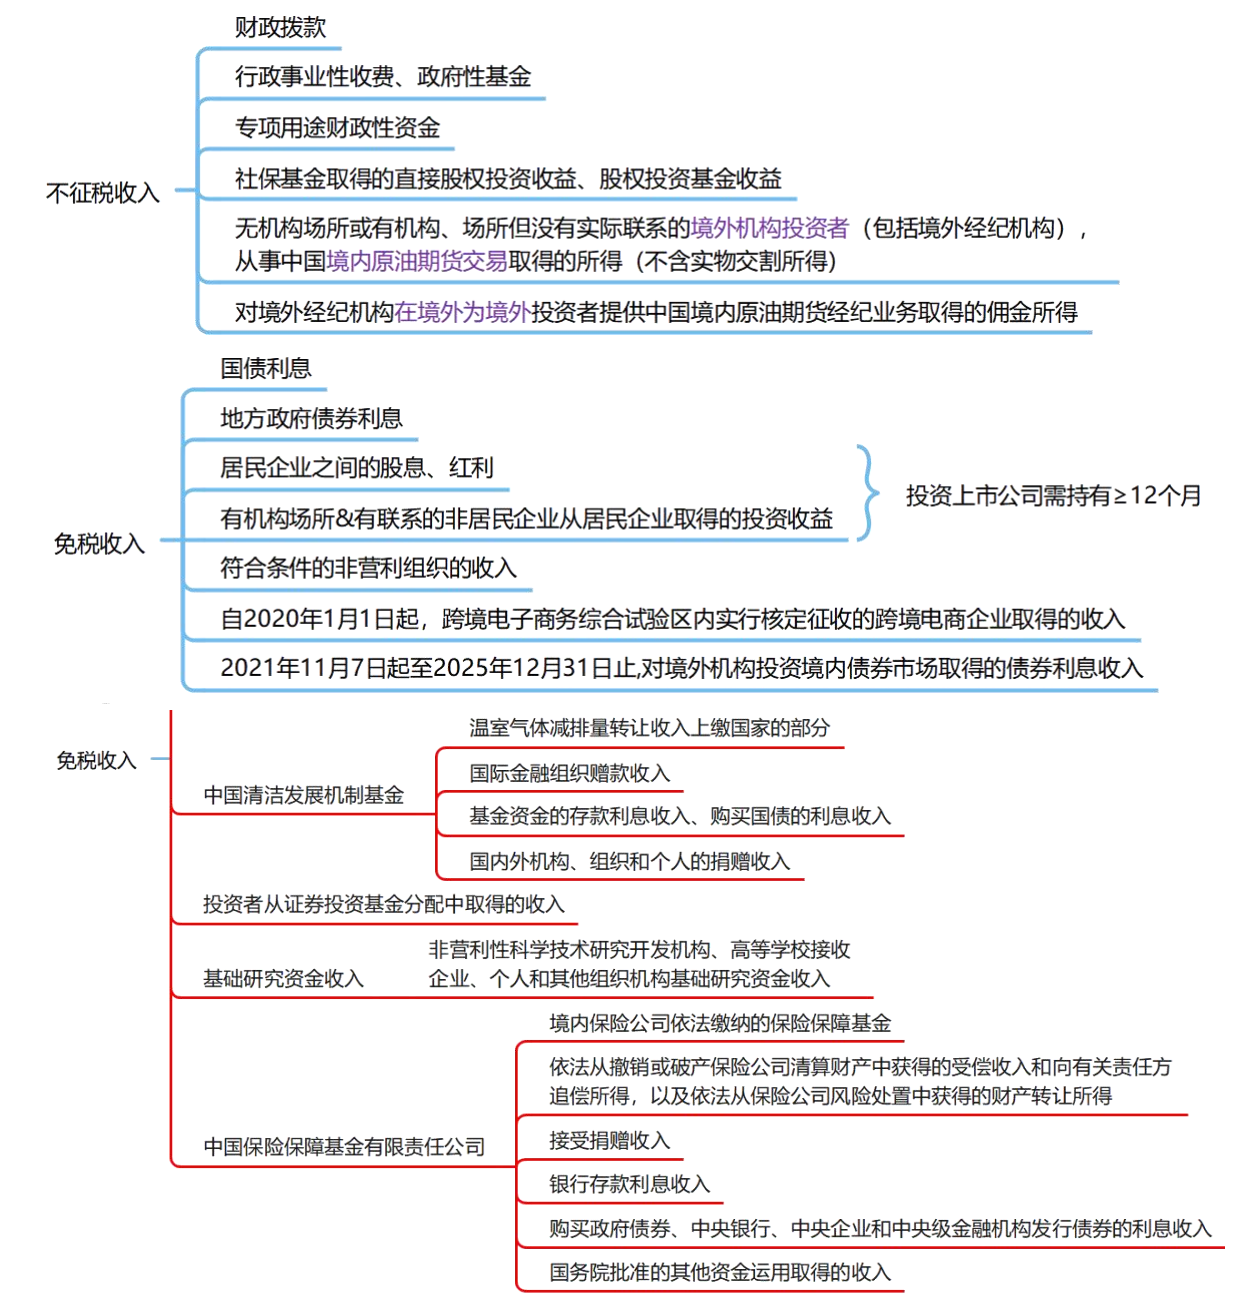 财政拨款
行政事业性收费、政府性基金
专项用途财政性资金
社保基金取得的直接股权投资收益、股权投资基金收益
不征税收入
无机构场所或有机构、场所但没有实际联系的境外机构投资者（包括境外经纪机构），
从事中国境内原油期货交易取得的所得（不含实物交割所得）
对境外经纪机构在境外为境外投资者提供中国境内原油期货经纪业务取得的佣金所得
国债利息
地方政府债券利息
居民企业之间的股息、红利
投资上市公司需持有≥12个月
有机构场所&有联系的非居民企业从居民企业取得的投资收益
免税收入
符合条件的非营利组织的收入
自2020年1月1日起，跨境电子商务综合试验区内实行核定征收的跨境电商企业取得的收入
2021年11月7日起至2025年12月31日止,对境外机构投资境内债券市场取得的债券利息收入
免税收入
温室气体减排量转让收入上缴国家的部分
国际金融组织赠款收入
中国清洁发展机制基金
基金资金的存款利息收入、购买国债的利息收入
国内外机构、组织和个人的捐赠收入
投资者从证券投资基金分配中取得的收入
基础研究资金收入
非营利性科学技术研究开发机构、高等学校接收
企业、个人和其他组织机构基础研究资金收入
境内保险公司依法缴纳的保险保障基金
依法从撤销或破产保险公司清算财产中获得的受偿收入和向有关责任方
追偿所得，以及依法从保险公司风险处置中获得的财产转让所得
中国保险保障基金有限责任公司
接受捐赠收入
银行存款利息收入
购买政府债券、中央银行、中央企业和中央级金融机构发行债券的利息收入
国务院批准的其他资金运用取得的收入